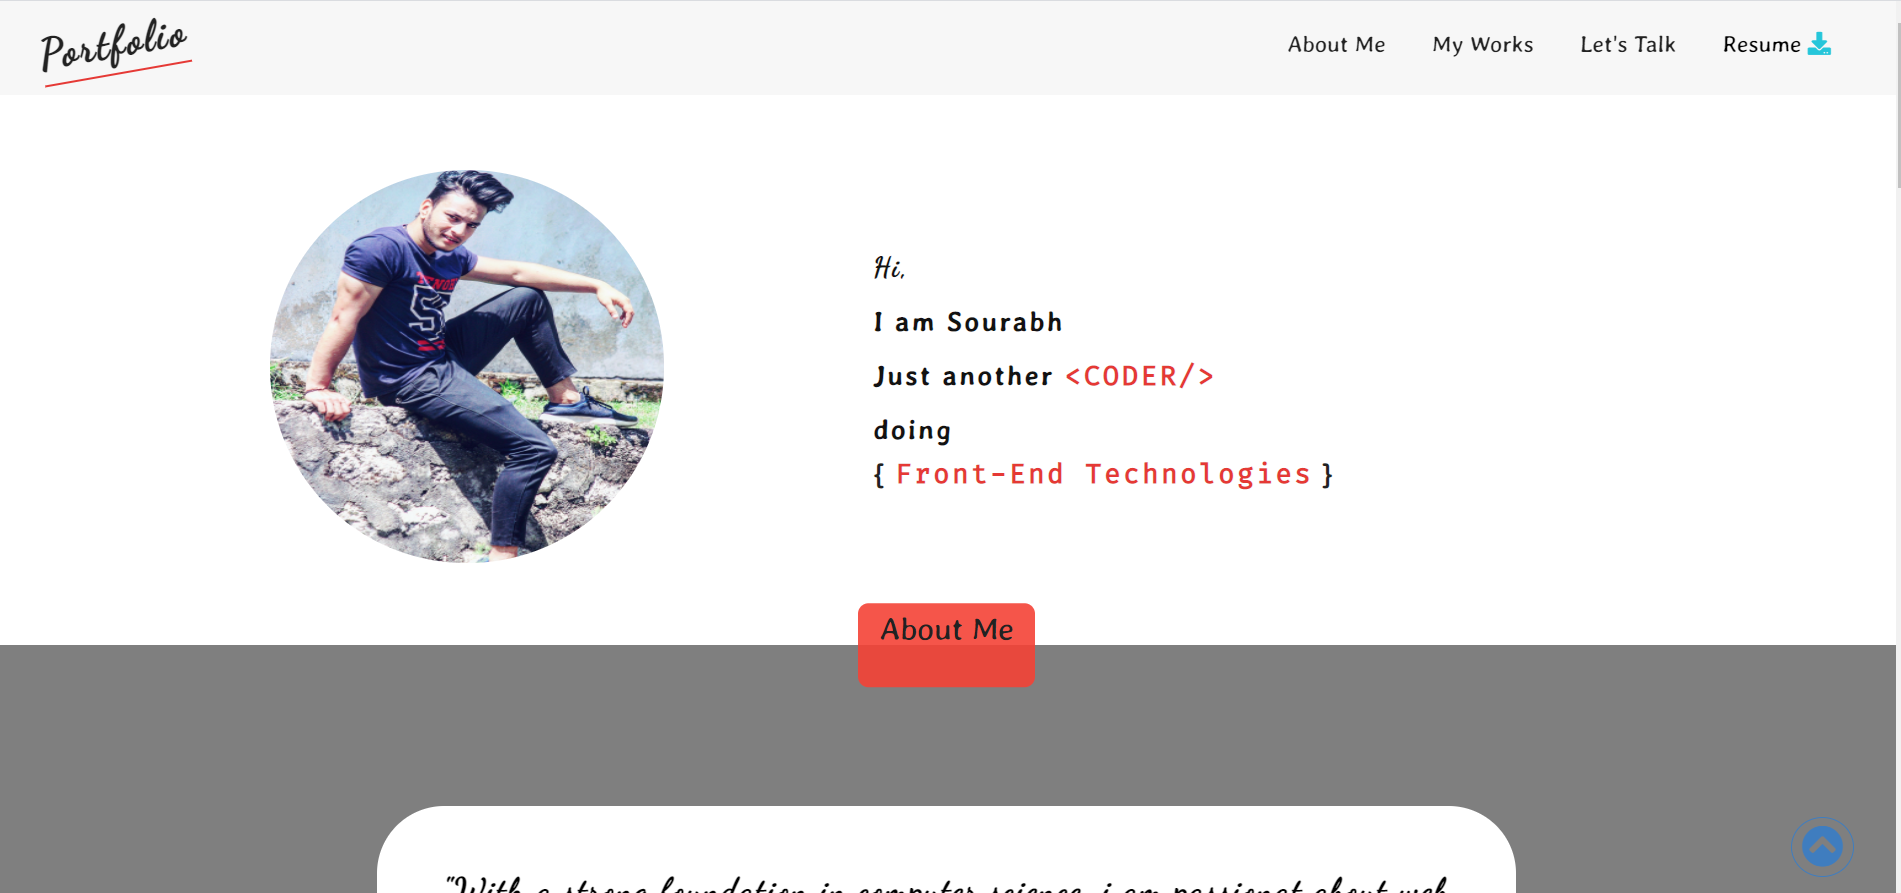 Portfolio
About Me My Works Let's Talk Resume
Hi,
I am Sourabh
Just another <CODER/>
doing
{ Front-End Technologies }
About Me
"With a strong foundation in computer science, i am passionat about web